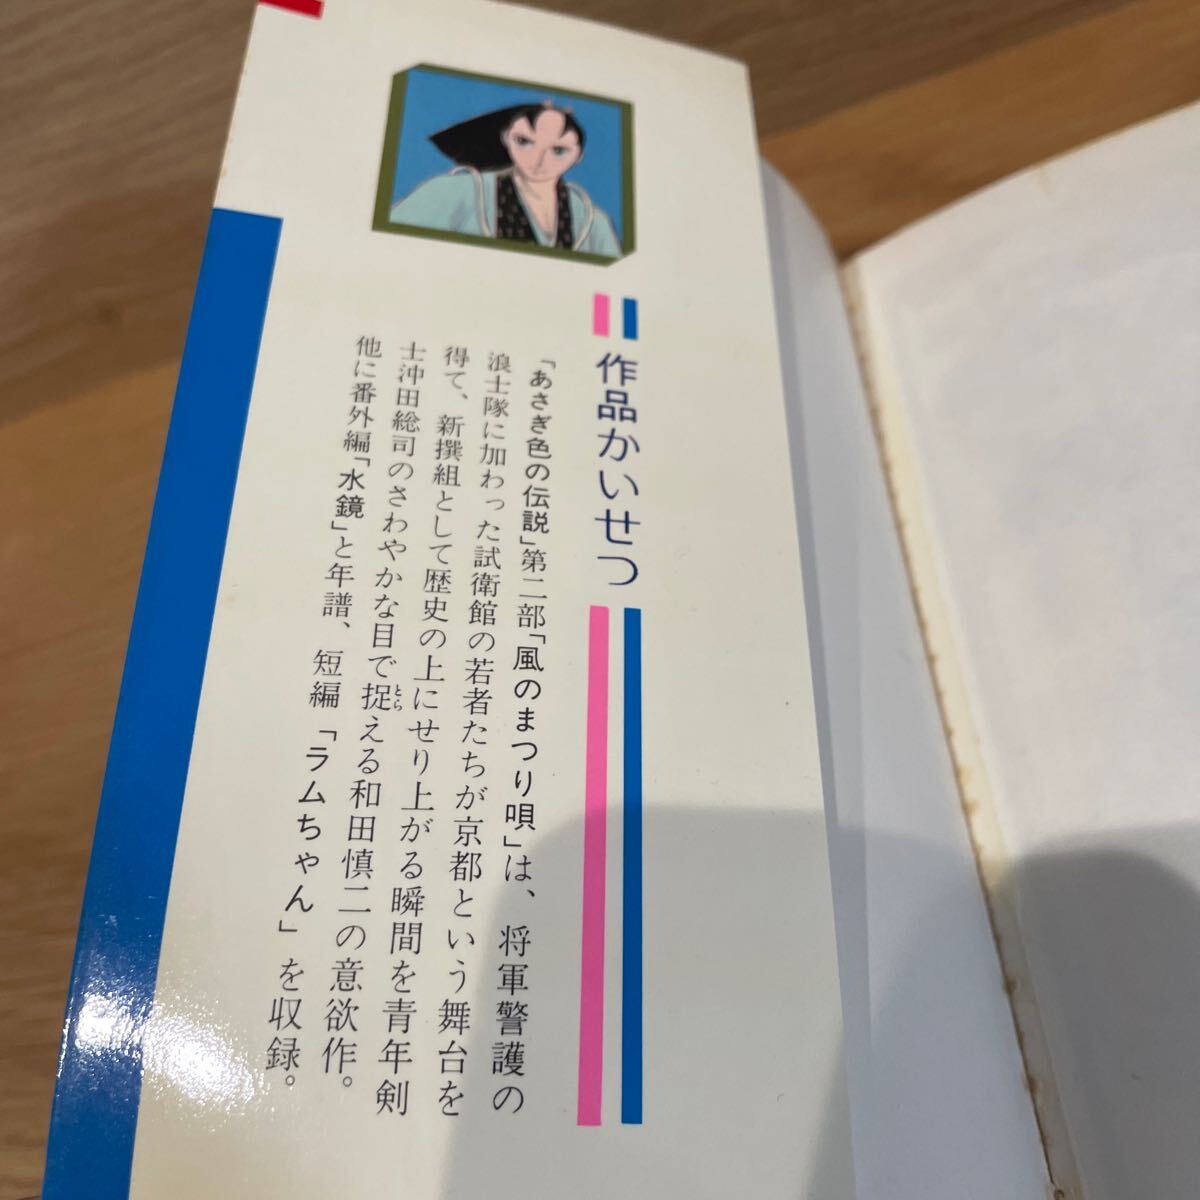 作品かいせつ
「あさぎ色の伝説」第二部「風のまつり唄」は、将軍警護の
浪士隊に加わった試衛館の若者たちが京都という舞台を
得て、新撰組として歴史の上にせり上がる瞬間を青年剣
士沖田総司のさわやかな目で捉える和田慎二の意欲作。
とら
他に番外編「水鏡」と年譜、短編「ラムちゃん」を収録。